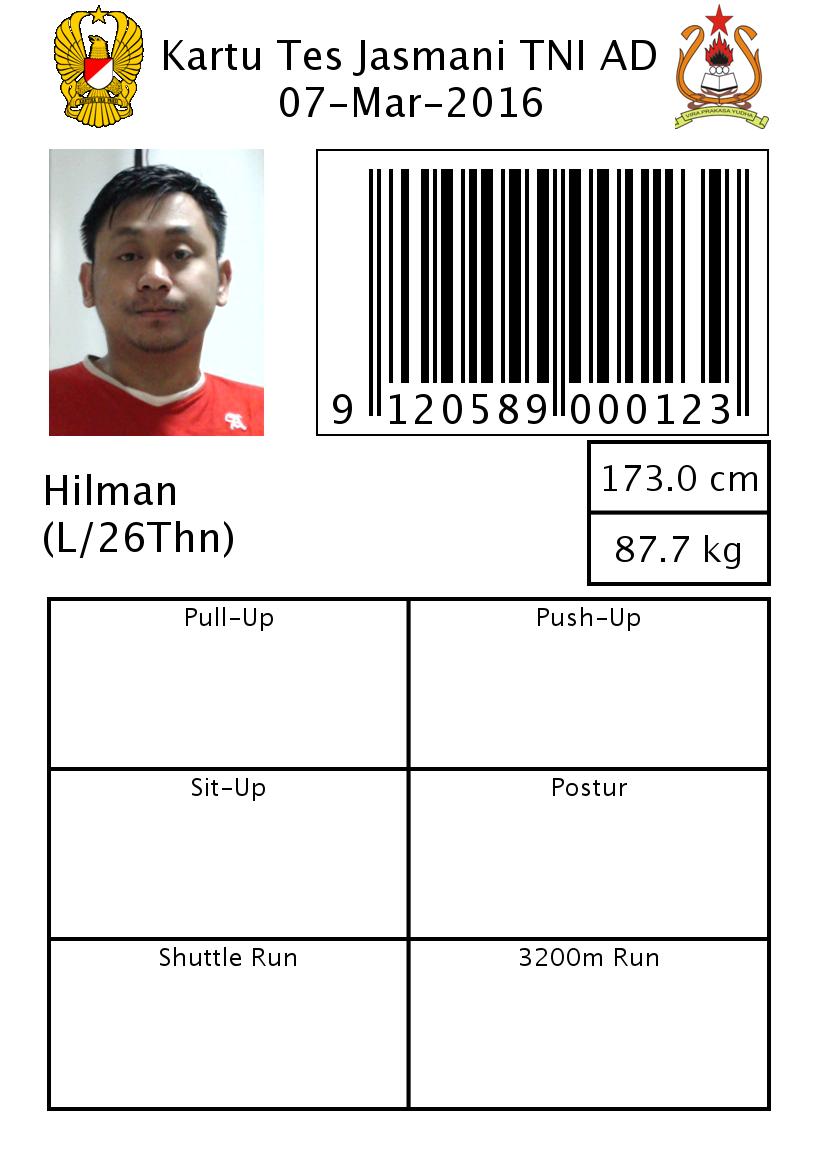 Kartu Tes Jasmani TNI AD
07-Mar-2016
VIRA PRAKASA YUDHA
9 120589 000123
173.0 cm
Hilman
(L/26Thn)
87.7 kg
Pull-Up
Push-Up
Sit-Up
Postur
Shuttle Run
3200m Run